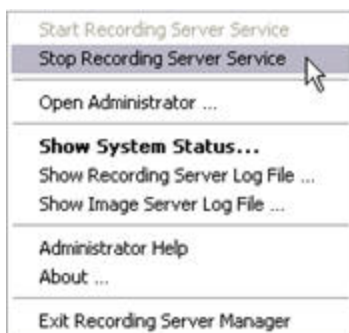 Start Recording Server Service
Stop Recording Server Service
Open Administrator ...
Show System Status...
Show Recording Server Log File ...
Show Image Server Log File ...
Administrator Help
About ...
Exit Recording Server Manager